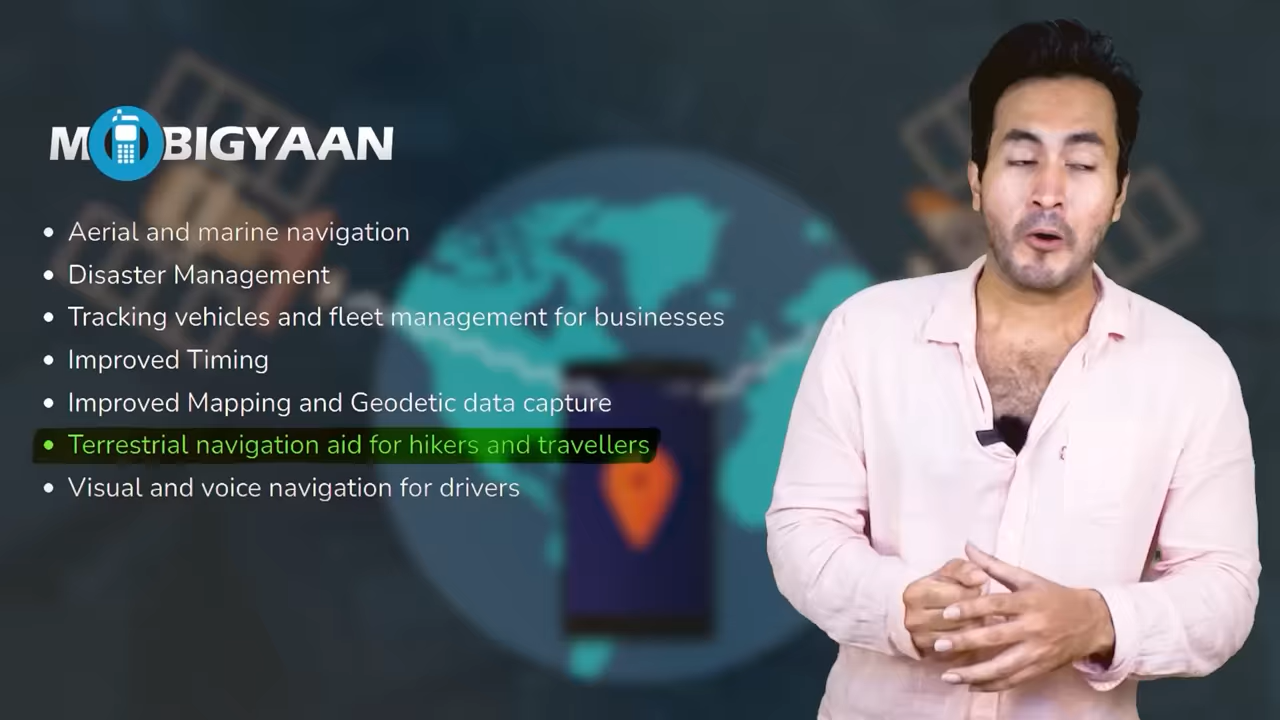 MOBIGYAAN
• Aerial and marine navigation
• Disaster Management
• Tracking vehicles and fleet management for businesses
• Improved Timing
• Improved Mapping and Geodetic data capture
• Terrestrial navigation aid for hikers and travellers
• Visual and voice navigation for drivers